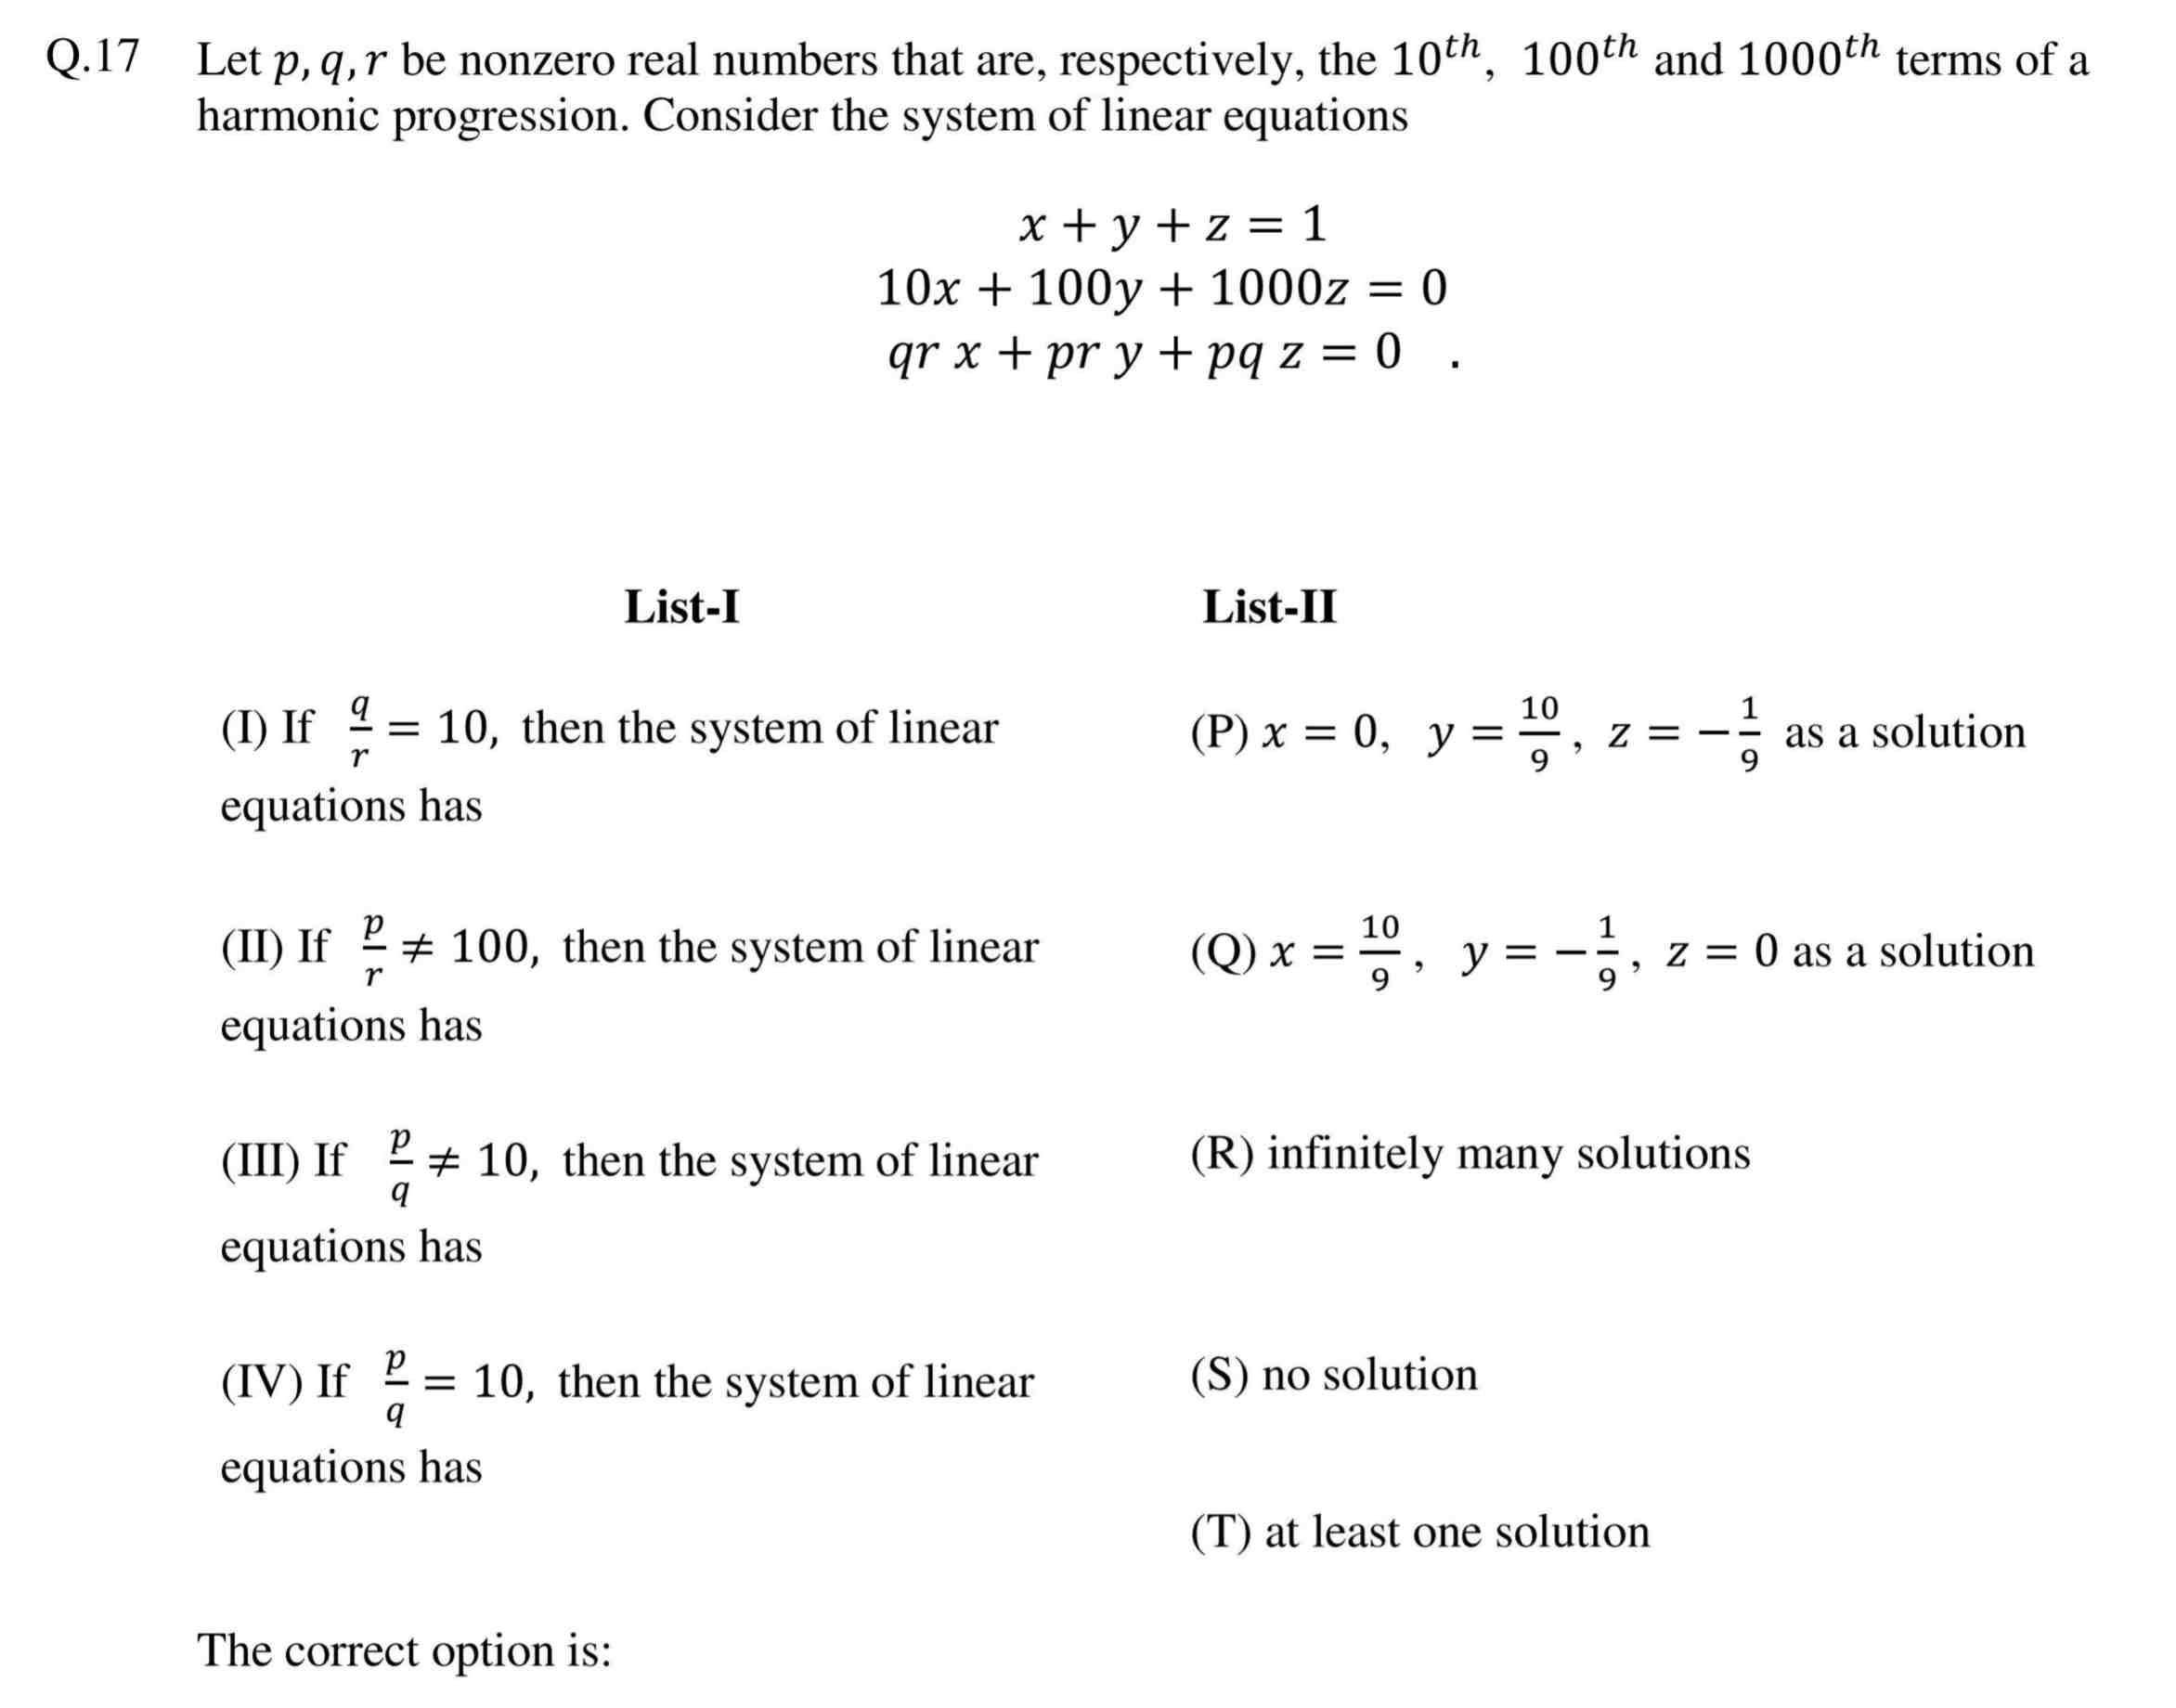 Q.17 Let p, q, r be nonzero real numbers that are, respectively, the 10^{th}, 100^{th} and 1000^{th} terms of a
harmonic progression. Consider the system of linear equations
x + y + z = 1
10x + 100y + 1000z = 0
qr x + pr y + pq z = 0 .
List-I List-II
(I) If \frac{q}{r} = 10, then the system of linear (P) x = 0, y = \frac{10}{9}, z = −\frac{1}{9} as a solution
equations has
(II) If \frac{p}{r} ≠ 100, then the system of linear (Q) x = \frac{10}{9}, y = −\frac{1}{9}, z = 0 as a solution
equations has
(III) If \frac{p}{q} ≠ 10, then the system of linear (R) infinitely many solutions
equations has
(IV) If \frac{p}{q} = 10, then the system of linear (S) no solution
equations has
(T) at least one solution
The correct option is: